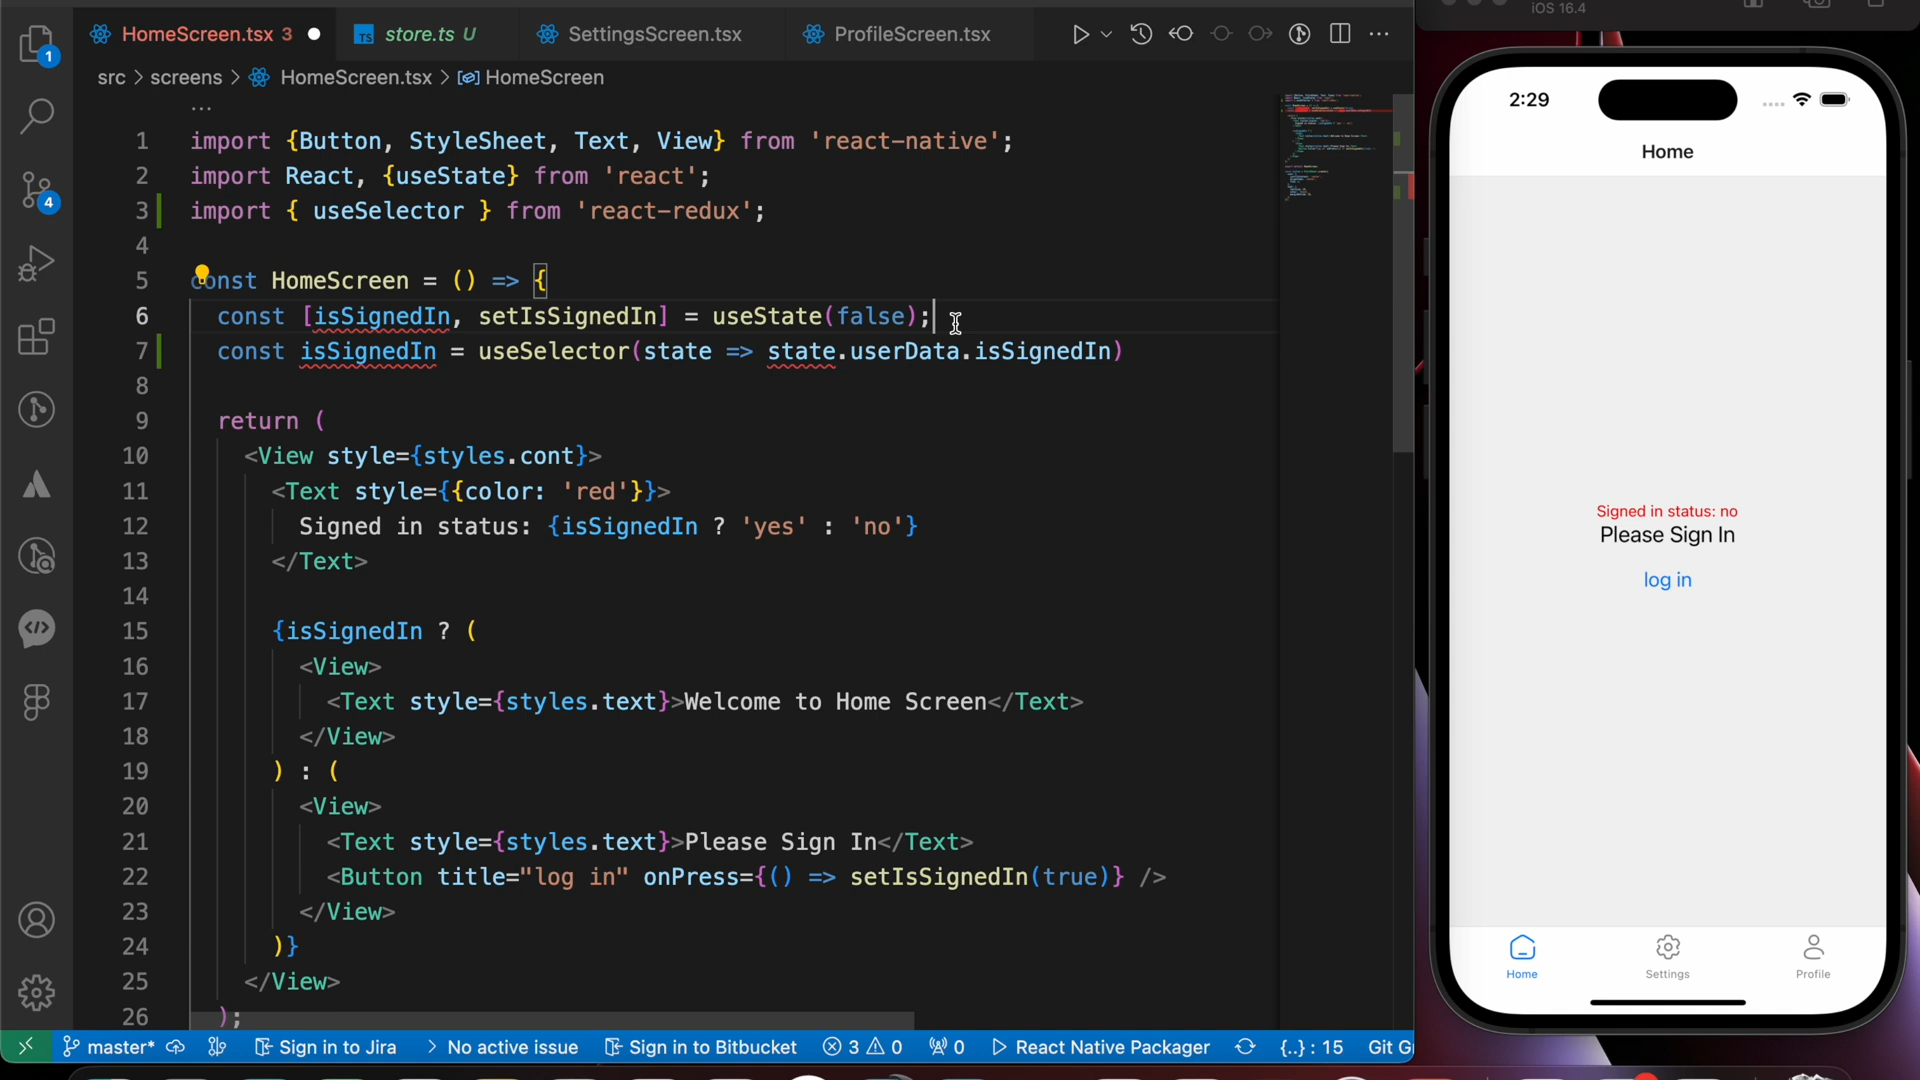 iOS 16.4
HomeScreen.tsx 3
store.ts U
SettingsScreen.tsx
ProfileScreen.tsx
src > screens > HomeScreen.tsx > HomeScreen
...
1 import {Button, StyleSheet, Text, View} from 'react-native';
2 import React, {useState} from 'react';
3 import { useSelector } from 'react-redux';
4
5 const HomeScreen = () => {
6 const [isSignedIn, setIsSignedIn] = useState(false);
7 const isSignedIn = useSelector(state => state.userData.isSignedIn)
8
9 return (
10 <View style={styles.cont}>
11 <Text style={{color: 'red'}}>
12 Signed in status: {isSignedIn ? 'yes' : 'no'}
13 </Text>
14
15 {isSignedIn ? (
16 <View>
17 <Text style={styles.text}>Welcome to Home Screen</Text>
18 </View>
19 ) : (
20 <View>
21 <Text style={styles.text}>Please Sign In</Text>
22 <Button title="log in" onPress={() => setIsSignedIn(true)} />
23 </View>
24 )}
25 </View>
26 );
1
4
master* Sign in to Jira > No active issue Sign in to Bitbucket 3 0 0 React Native Packager {..} : 15 Git G
2:29
Home
Signed in status: no
Please Sign In
log in
Home
Settings
Profile